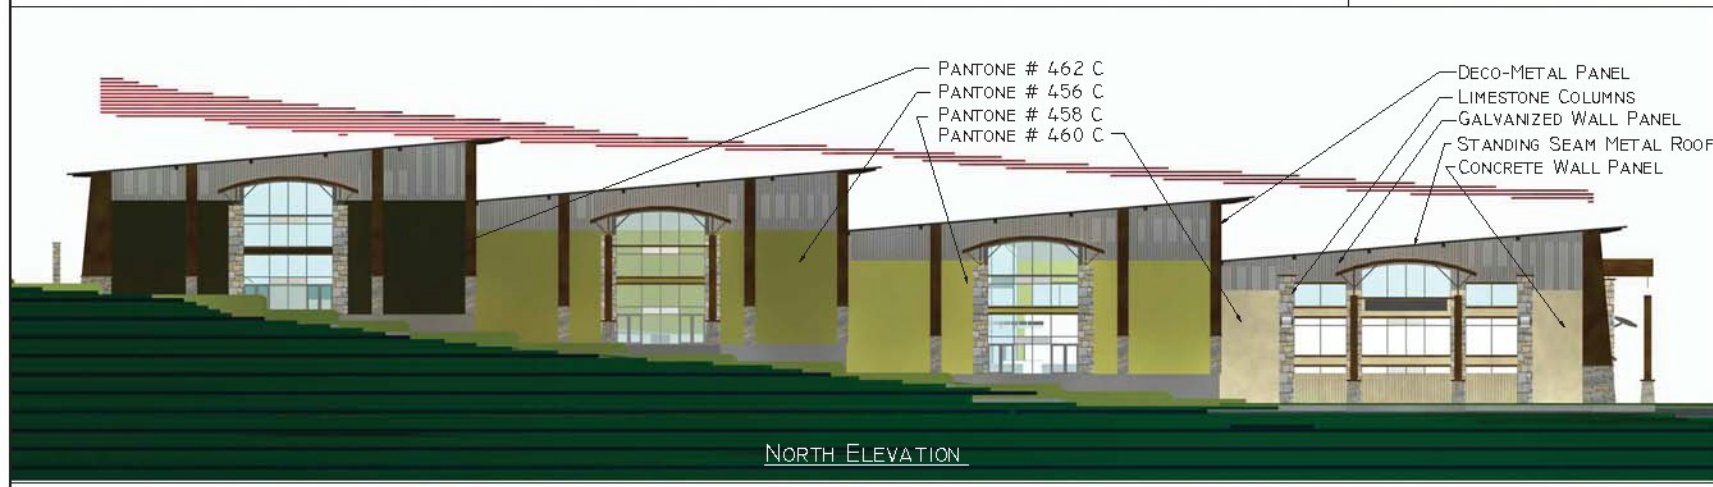 PANTONE # 462 C
PANTONE # 456 C
PANTONE # 458 C
PANTONE # 460 C
DECO-METAL PANEL
LIMESTONE COLUMNS
GALVANIZED WALL PANEL
STANDING SEAM METAL ROOF
CONCRETE WALL PANEL
NORTH ELEVATION